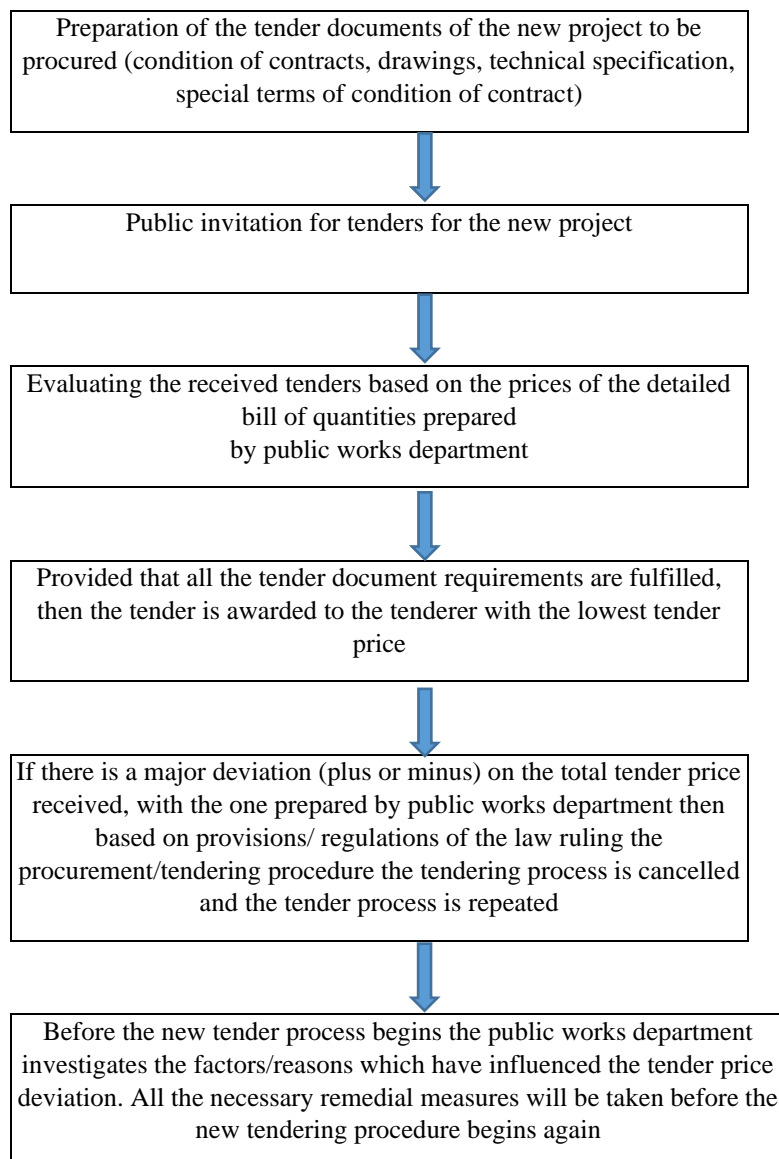 Preparation of the tender documents of the new project to be
procured (condition of contracts, drawings, technical specification,
special terms of condition of contract)
Public invitation for tenders for the new project
Evaluating the received tenders based on the prices of the detailed
bill of quantities prepared
by public works department
Provided that all the tender document requirements are fulfilled,
then the tender is awarded to the tenderer with the lowest tender
price
If there is a major deviation (plus or minus) on the total tender price
received, with the one prepared by public works department then
based on provisions/ regulations of the law ruling the
procurement/tendering procedure the tendering process is cancelled
and the tender process is repeated
Before the new tender process begins the public works department
investigates the factors/reasons which have influenced the tender price
deviation. All the necessary remedial measures will be taken before the
new tendering procedure begins again